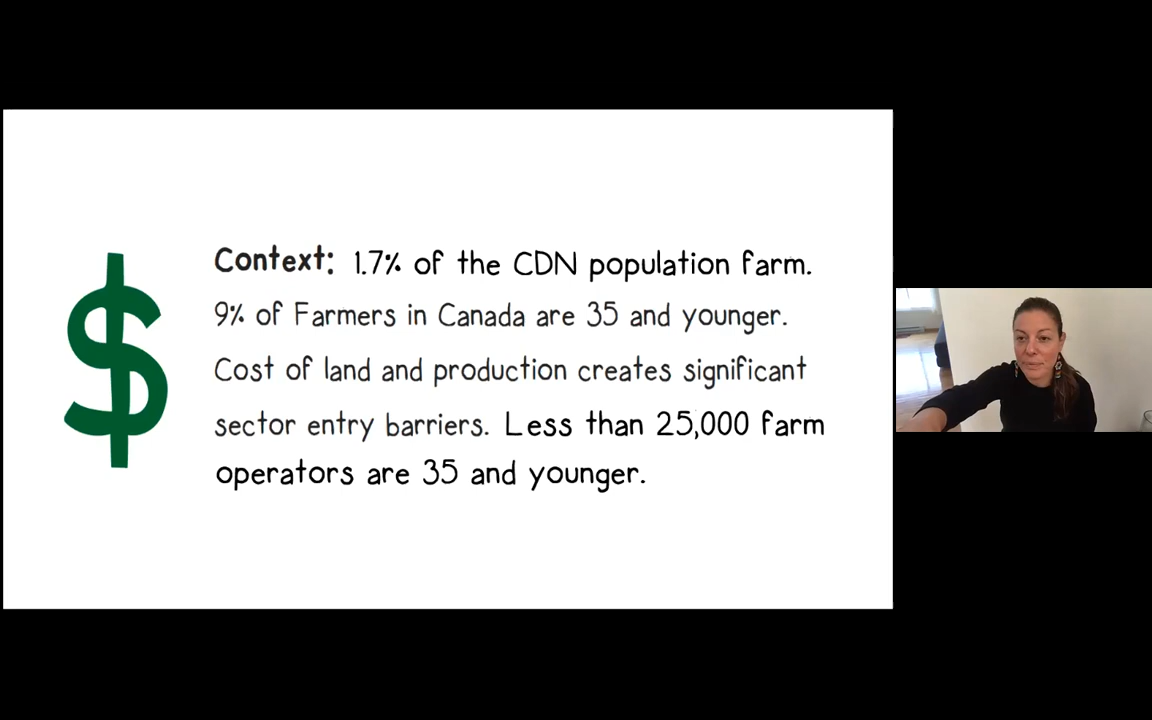 Context: 1.7% of the CDN population farm.
9% of Farmers in Canada are 35 and younger.
Cost of land and production creates significant
sector entry barriers. Less than 25,000 farm
operators are 35 and younger.